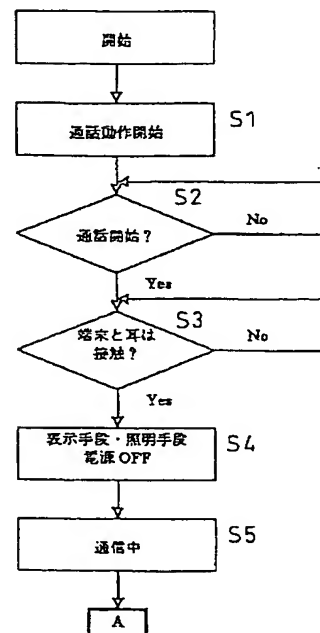 開始
通話動作開始
S1
S2
通話開始?
No
Yes
S3
端末と耳は
接触?
No
Yes
表示手段・照明手段
電源 OFF
S4
通信中
S5
A